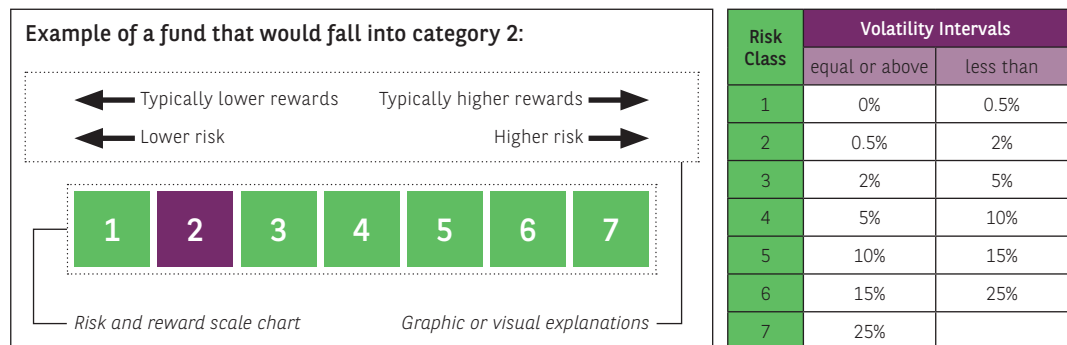 Example of a fund that would fall into category 2:
Typically lower rewards Typically higher rewards
Lower risk Higher risk
1 2 3 4 5 6 7
Risk and reward scale chart Graphic or visual explanations
Risk Class Volatility Intervals
equal or above less than
1 0% 0.5%
2 0.5% 2%
3 2% 5%
4 5% 10%
5 10% 15%
6 15% 25%
7 25%